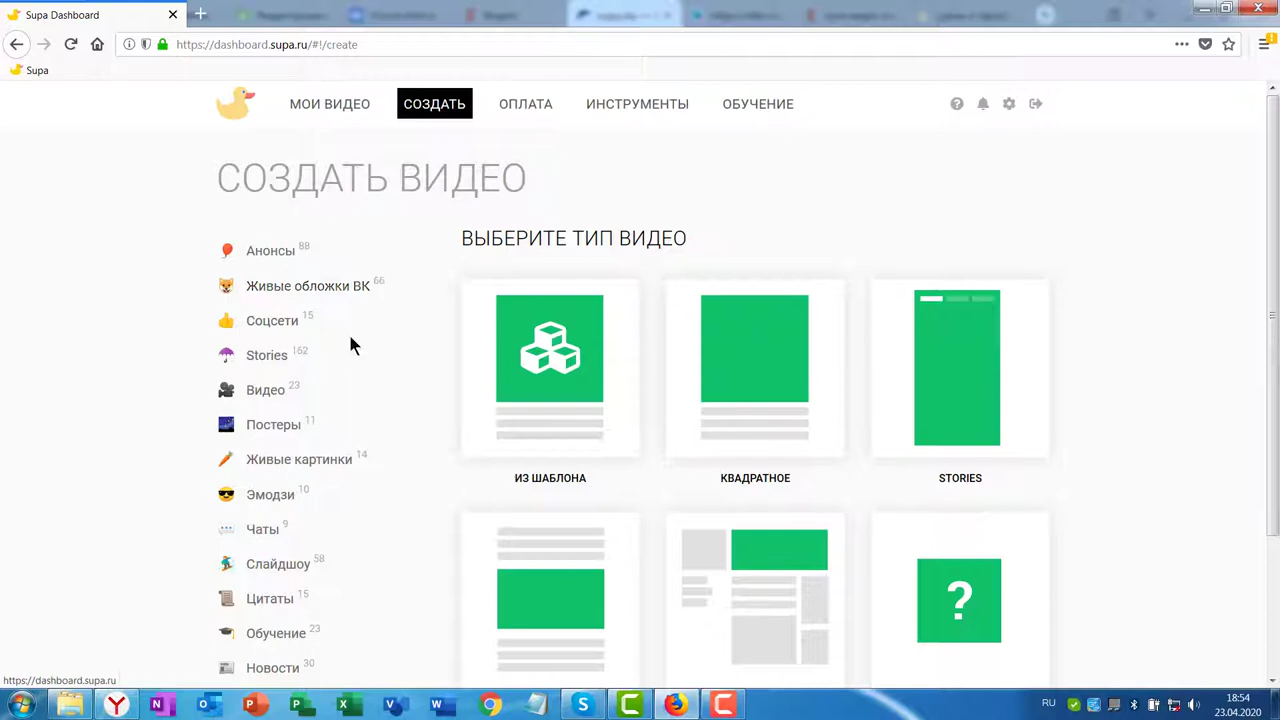 Supa Dashboard
https://dashboard.supa.ru/#!/create
Supa
МОИ ВИДЕО
СОЗДАТЬ
ОПЛАТА
ИНСТРУМЕНТЫ
ОБУЧЕНИЕ
СОЗДАТЬ ВИДЕО
Анонсы 88
Живые обложки ВК 66
Соцсети 15
Stories 162
Видео 23
Постеры 11
Живые картинки 14
Эмодзи 10
Чаты 9
Слайдшоу 58
Цитаты 15
Обучение 23
Новости 30
ВЫБЕРИТЕ ТИП ВИДЕО
ИЗ ШАБЛОНА
КВАДРАТНОЕ
STORIES
?
https://dashboard.supa.ru
RU
18:54
23.04.2020